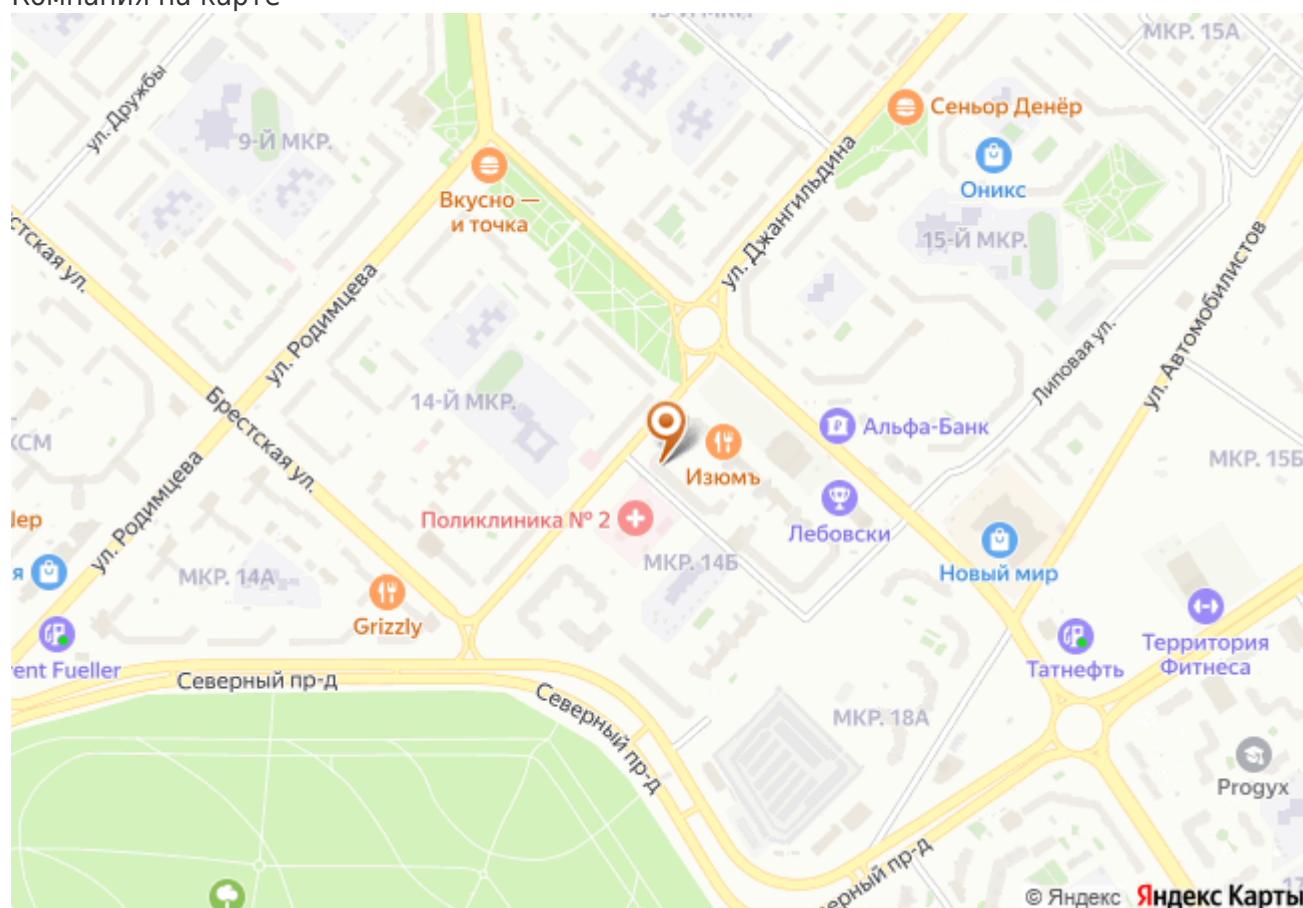 Компания на карте
МКР. 15А
ул. Дружбы
Сеньор Денёр
9-Й МКР.
Оникс
Вкусно —
и точка
ул. Джангильдина
15-Й МКР.
ул. Родимцева
ул. Автомобилистов
Липовая ул.
14-Й МКР.
Брестская ул.
Альфа-Банк
Изюмъ
МКР. 15Б
ул. Родимцева
Поликлиника № 2
Лебовски
МКР. 14Б
Новый мир
МКР. 14А
Grizzly
Территория
Фитнеса
Татнефть
Северный пр-д
Северный пр-д
МКР. 18А
Progyx
© Яндекс Яндекс Карты